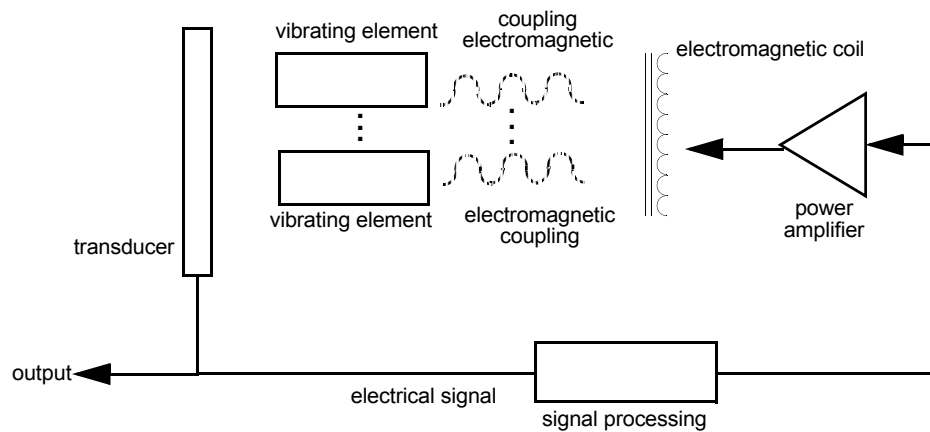 vibrating element
coupling
electromagnetic
electromagnetic coil
vibrating element
electromagnetic
coupling
power
amplifier
transducer
output
electrical signal
signal processing